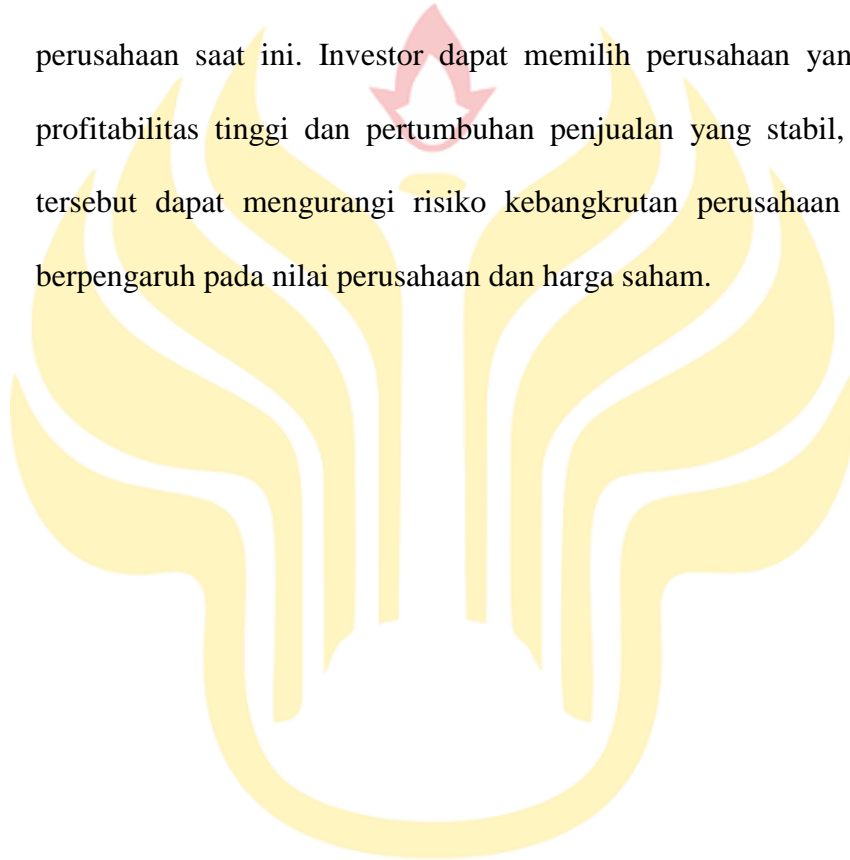 perusahaan saat ini. Investor dapat memilih perusahaan yan
profitabilitas tinggi dan pertumbuhan penjualan yang stabil,
tersebut dapat mengurangi risiko kebangkrutan perusahaan
berpengaruh pada nilai perusahaan dan harga saham.